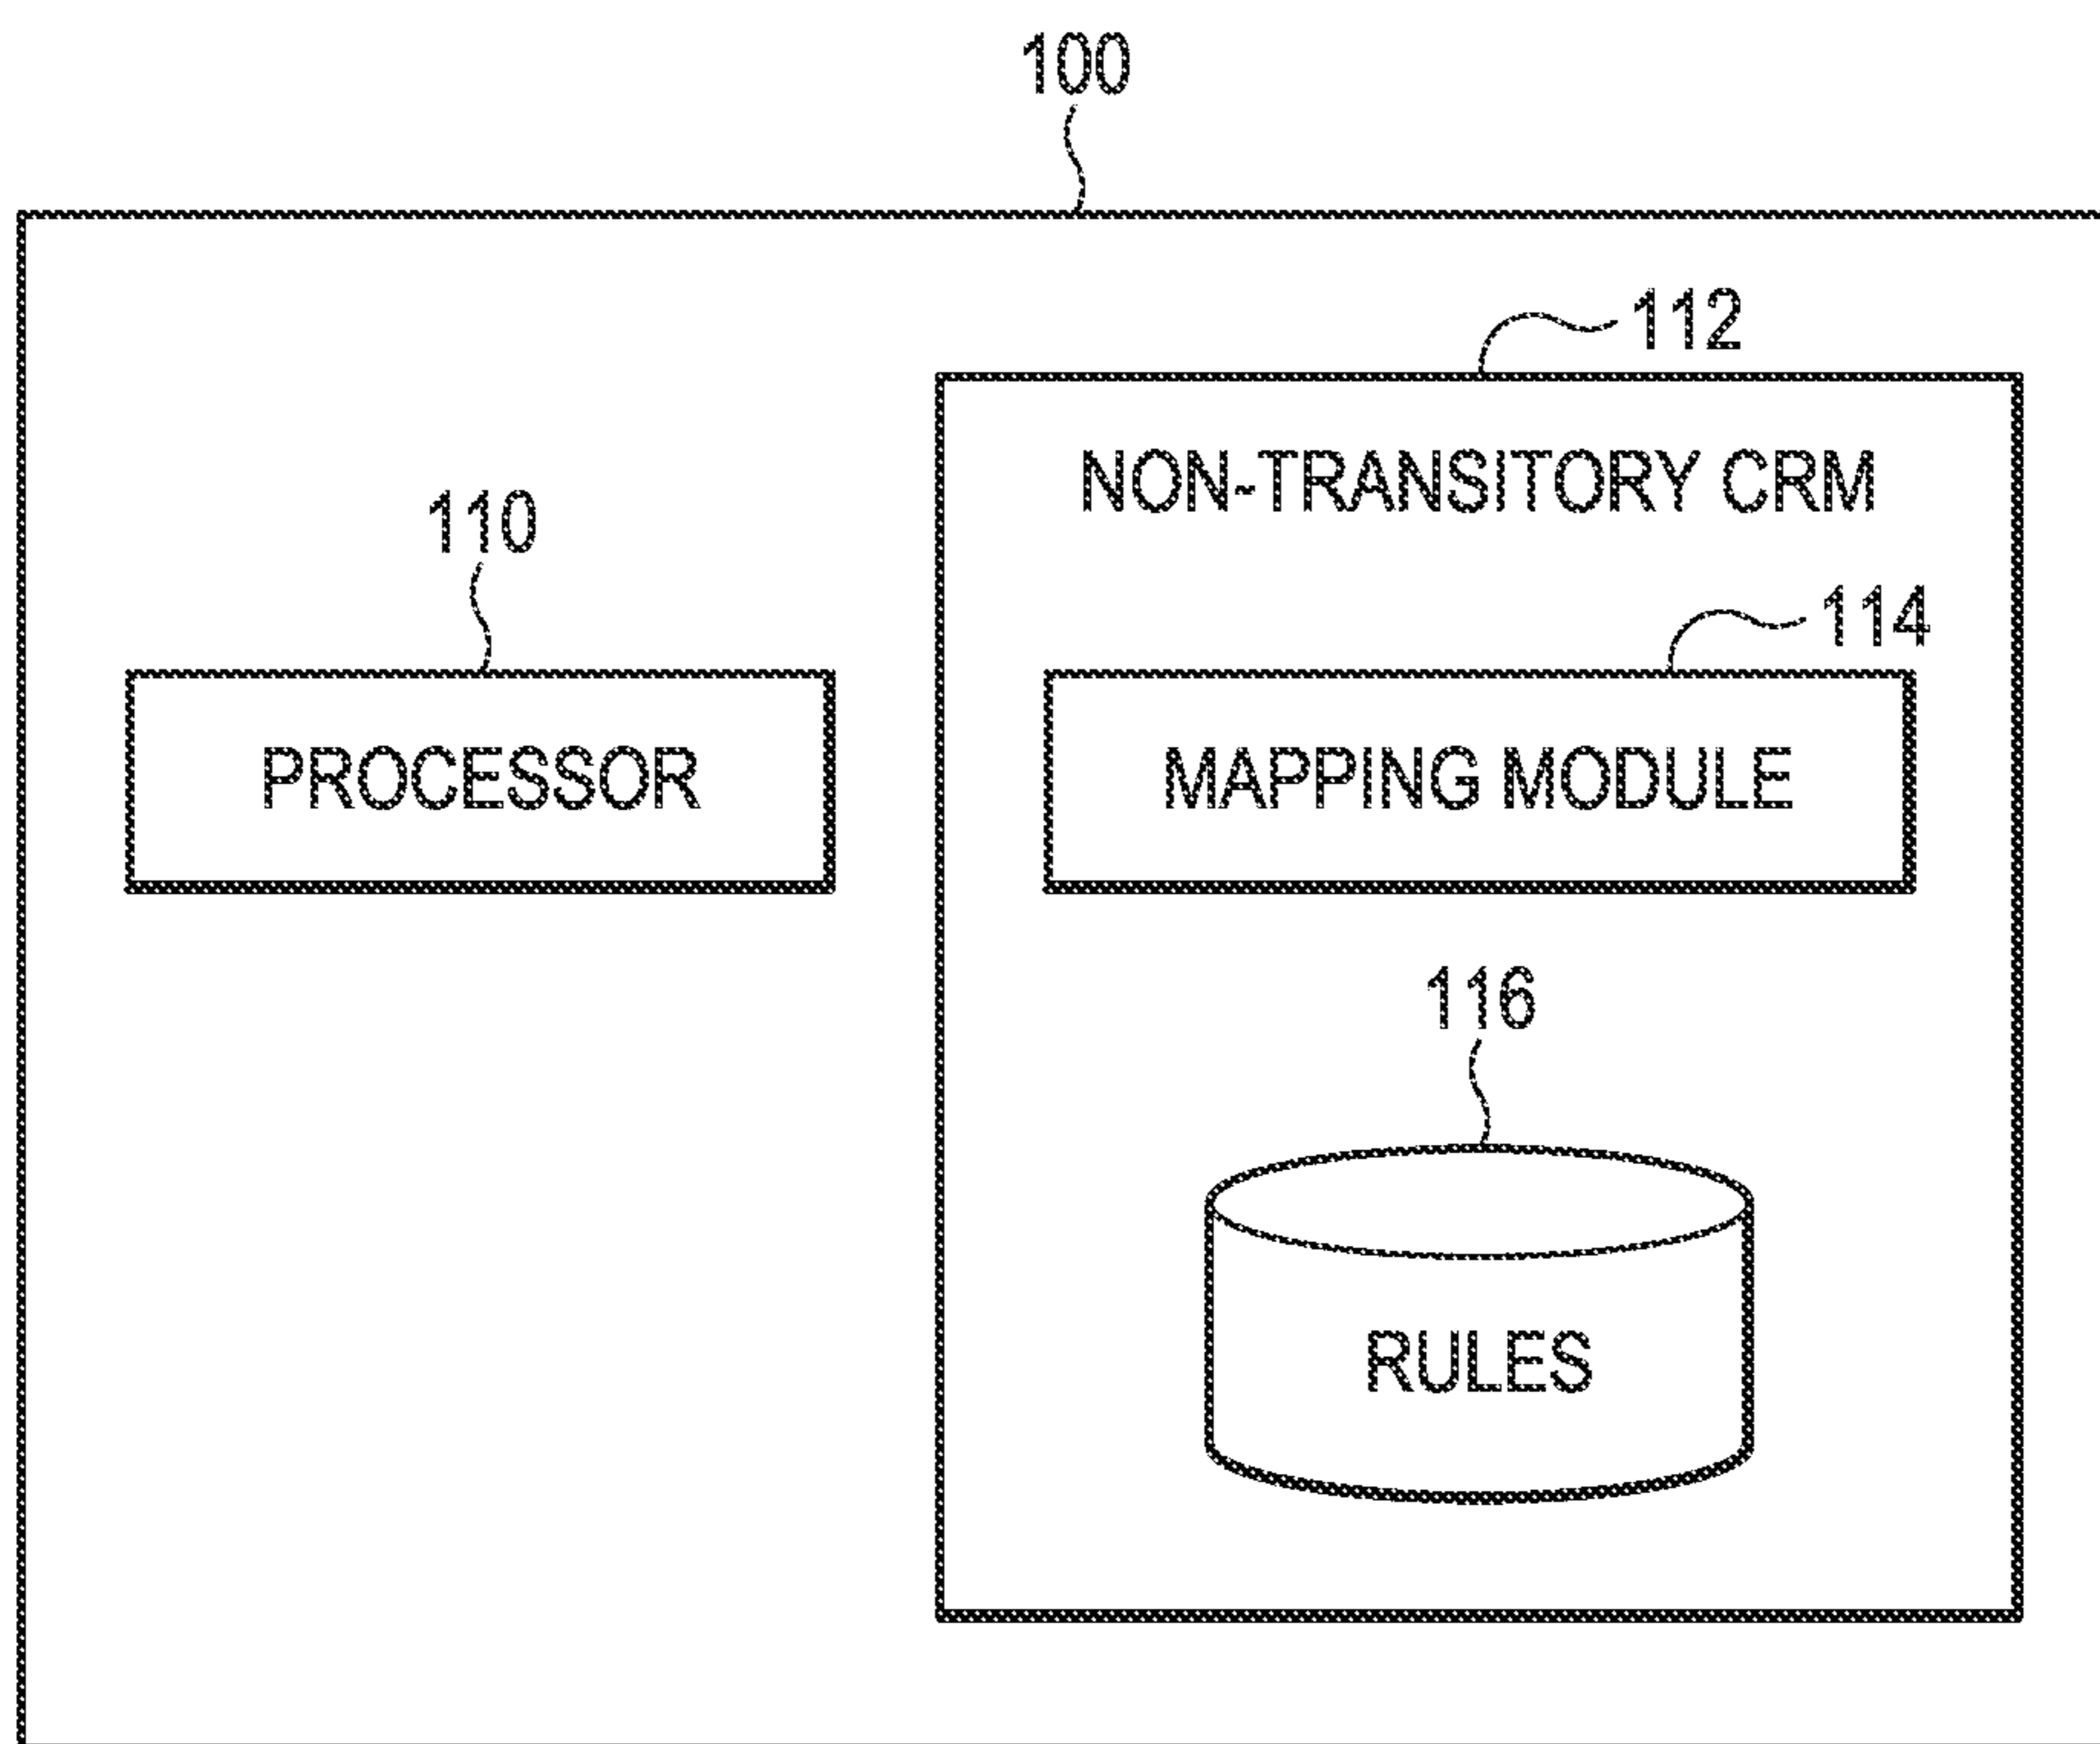 100
112
NON-TRANSITORY CRM
110
114
PROCESSOR
MAPPING MODULE
116
RULES